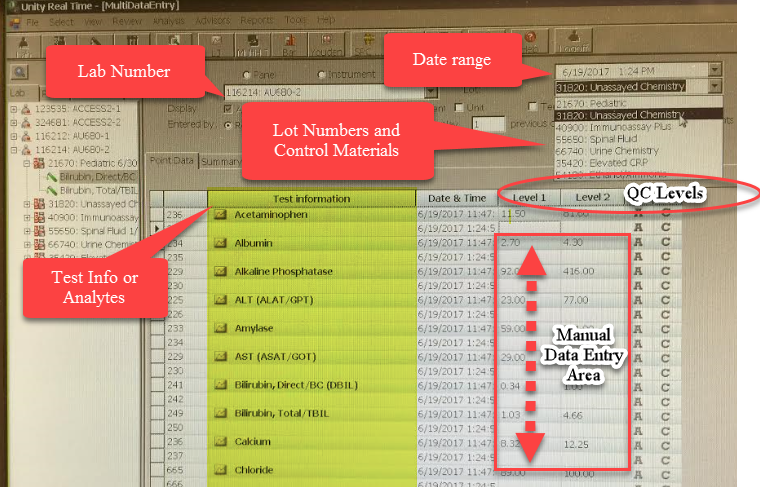 Unity Real Time - [MultiDataEntry]
File Select View Review Analysis Advisors Reports Tools Help
Lab Number
Date range
Panel
Instrument
116214: AU680-2
6/19/2017 1:24 PM
31820: Unassayed Chemistry
21670: Pediatric
31820: Unassayed Chemistry
40900: Immunoassay Plus
55650: Spinal Fluid
66740: Urine Chemistry
35420: Elevated CRP
54180: Ethanol/Ammonia
Display
Unit
Entered by:
1
previous
Lot Numbers and
Control Materials
Lab
123535: ACCESS2-1
324681: ACCESS2-2
116212: AU680-1
116214: AU680-2
21670: Pediatric 6/30
Bilirubin, Direct/BC
Bilirubin, Total/TBIL
31820: Unassayed Ch
40900: Immunoassay
55650: Spinal Fluid 1/
66740: Urine Chemist
Test Info or
Analytes
Point Data
Summary
QC Levels
Test information
Date & Time
Level 1
Level 2
236 Acetaminophen 6/19/2017 11:47: 11.50 81.00 A C
6/19/2017 1:24:5 A C
234 Albumin 6/19/2017 11:47: 2.70 4.30 A C
235 6/19/2017 1:24:5 A C
229 Alkaline Phosphatase 6/19/2017 11:47: 92.00 416.00 A C
230 6/19/2017 1:24:5 A C
225 ALT (ALAT/GPT) 6/19/2017 11:47: 23.00 77.00 A C
226 6/19/2017 1:24:5 A C
233 Amylase 6/19/2017 11:47: 59.00 A C
234 6/19/2017 1:24:5 A C
229 AST (ASAT/GOT) 6/19/2017 11:47: 29.00 A C
230 6/19/2017 1:24:5 A C
241 Bilirubin, Direct/BC (DBIL) 6/19/2017 11:47: 0.34 1.00 A C
242 6/19/2017 1:24:5 A C
249 Bilirubin, Total/TBIL 6/19/2017 11:47: 1.03 4.66 A C
250 6/19/2017 1:24:5 A C
236 Calcium 6/19/2017 11:47: 8.32 12.25 A C
237 6/19/2017 1:24:5 A C
665 Chloride 6/19/2017 11:47: 89.00 100.00 A C
666 6/19/2017 1:24:5 A C
Manual
Data Entry
Area